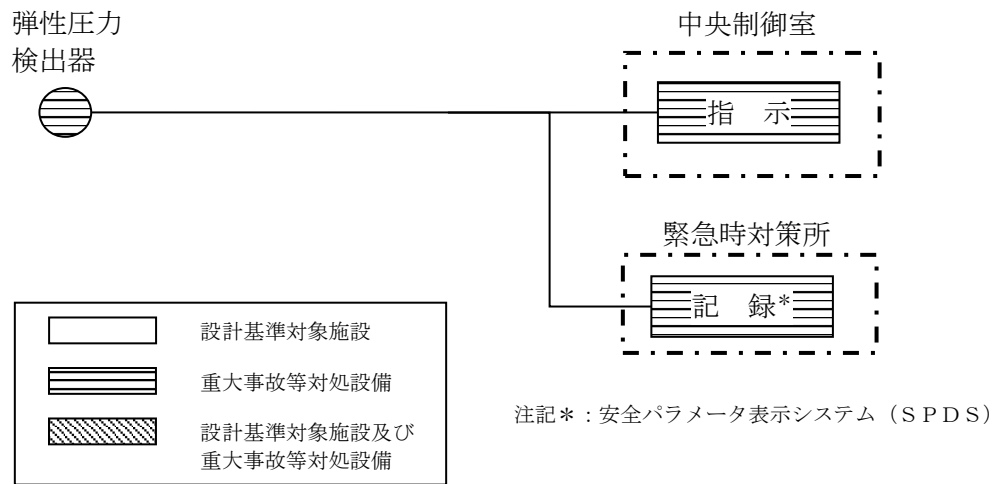 弾性圧力
検出器
中央制御室
指 示
緊急時対策所
記 録*
設計基準対象施設
重大事故等対処設備
設計基準対象施設及び
重大事故等対処設備
注記*:安全パラメータ表示システム(SPDS)